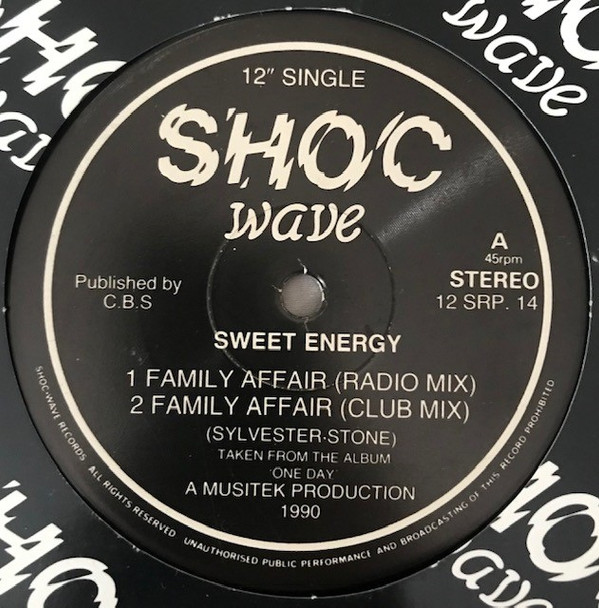 12" SINGLE
SHOC
wave
A
45rpm
Published by
C.B.S
STEREO
12 SRP. 14
SWEET ENERGY
1 FAMILY AFFAIR (RADIO MIX)
2 FAMILY AFFAIR (CLUB MIX)
(SYLVESTER·STONE)
TAKEN FROM THE ALBUM
'ONE DAY'
A MUSITEK PRODUCTION
1990
SHOC-WAVE RECORDS ALL RIGHTS RESERVED UNAUTHORISED PUBLIC PERFORMANCE AND BROADCASTING OF THIS RECORD PROHIBITED
wave